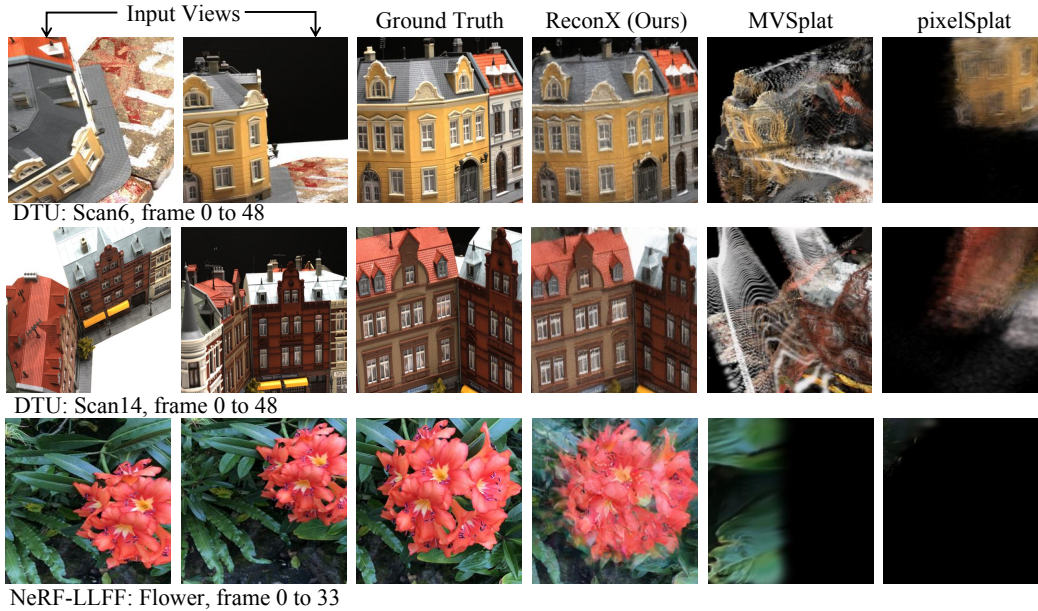 Input Views
Ground Truth
ReconX (Ours)
MVSplat
pixelSplat
DTU: Scan6, frame 0 to 48
DTU: Scan14, frame 0 to 48
NeRF-LLFF: Flower, frame 0 to 33